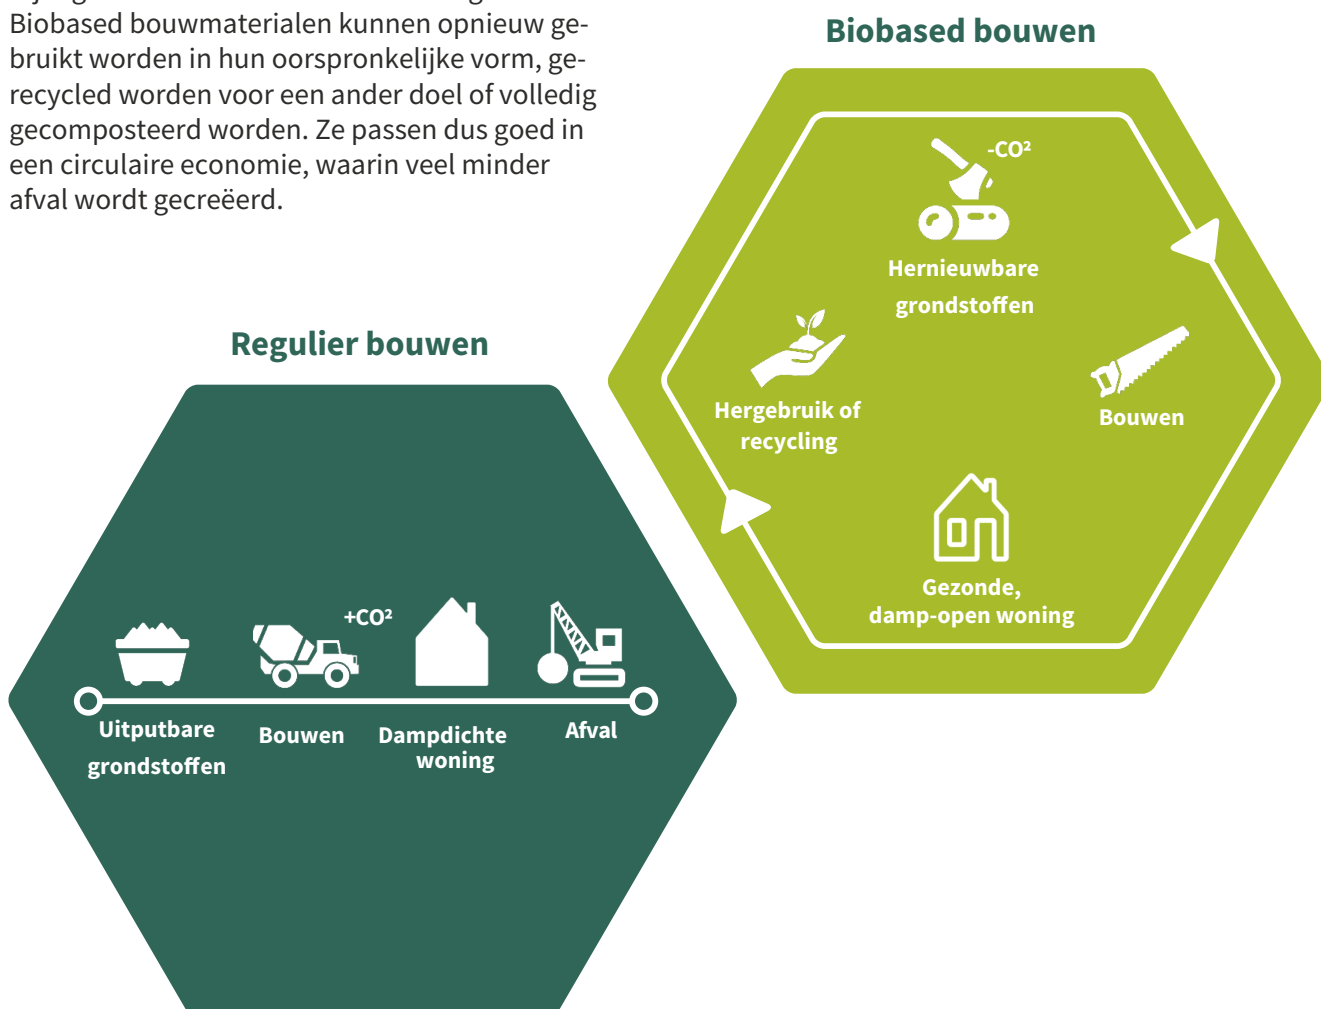 Biobased bouwmaterialen kunnen opnieuw ge-
bruikt worden in hun oorspronkelijke vorm, ge-
recycled worden voor een ander doel of volledig
gecomposteerd worden. Ze passen dus goed in
een circulaire economie, waarin veel minder
afval wordt gecreëerd.
Biobased bouwen
-CO²
Hernieuwbare
grondstoffen
Bouwen
Gezonde,
damp-open woning
Hergebruik of
recycling
Regulier bouwen
+CO²
Uitputbare
grondstoffen
Bouwen
Dampdichte
woning
Afval